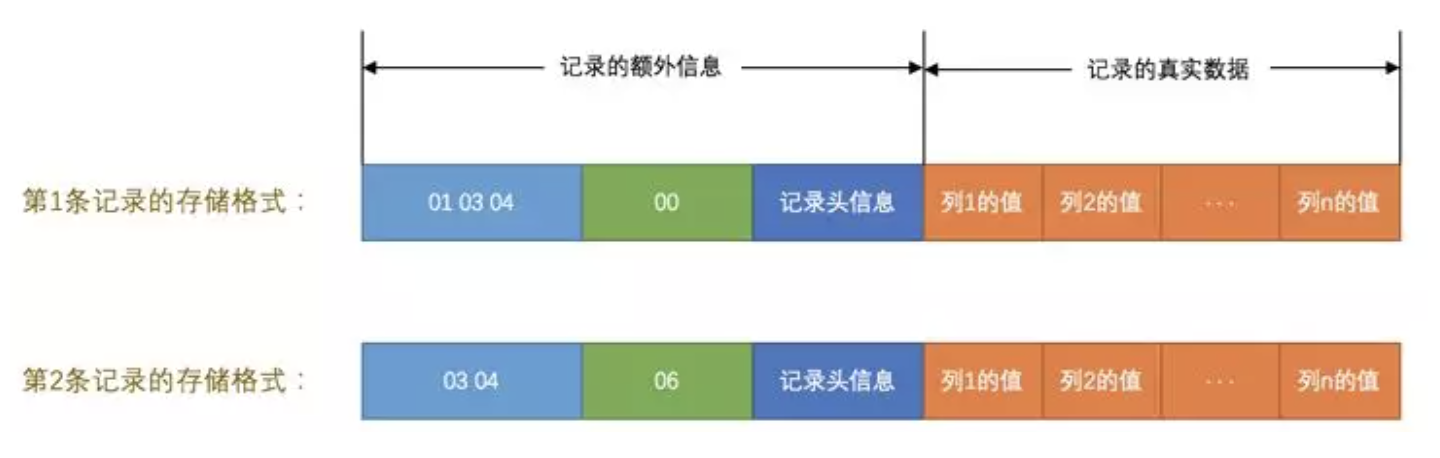 记录的额外信息 记录的真实数据
第1条记录的存储格式： 01 03 04 00 记录头信息 列1的值 列2的值 ... 列n的值
第2条记录的存储格式： 03 04 06 记录头信息 列1的值 列2的值 ... 列n的值